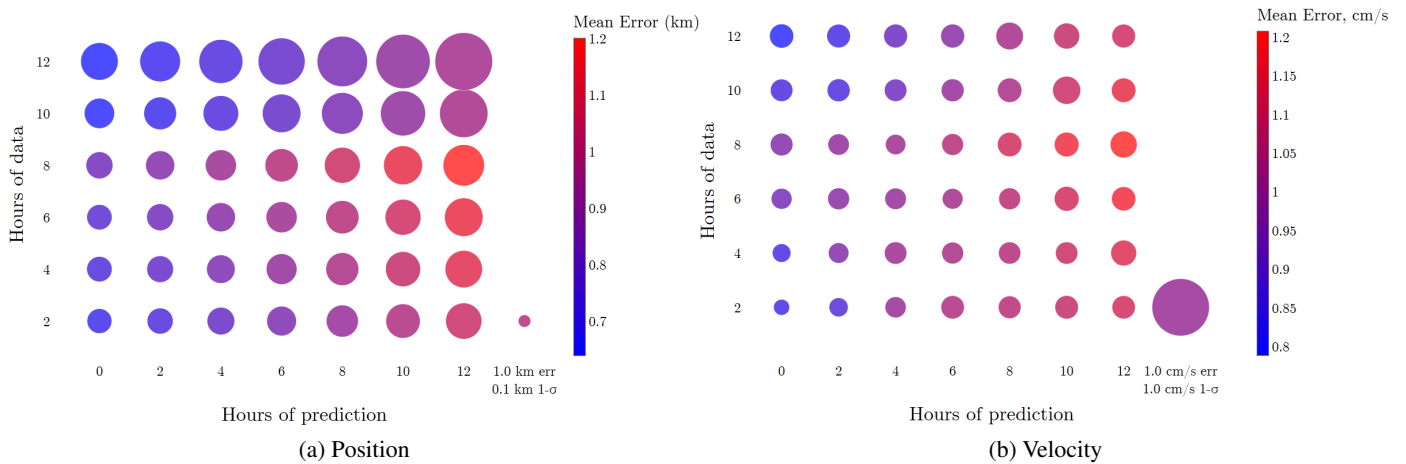 Mean Error (km)
1.2
1.1
1
0.9
0.8
0.7
Hours of data
12
10
8
6
4
2
0 2 4 6 8 10 12 1.0 km err
0.1 km 1-σ
Hours of prediction
(a) Position
Mean Error, cm/s
1.2
1.15
1.1
1.05
1
0.95
0.9
0.85
0.8
Hours of data
12
10
8
6
4
2
0 2 4 6 8 10 12 1.0 cm/s err
1.0 cm/s 1-σ
Hours of prediction
(b) Velocity